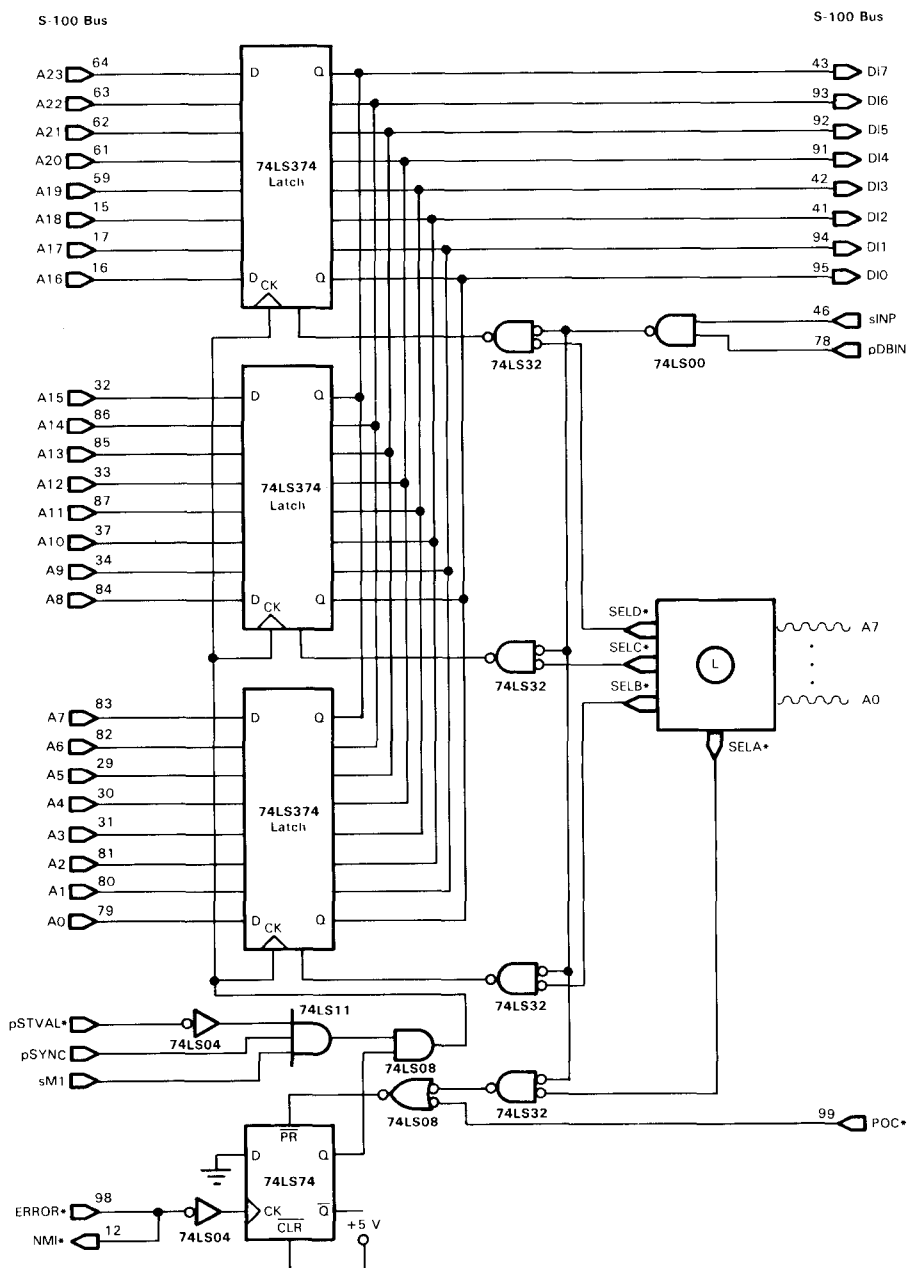 S-100 Bus
S-100 Bus
A23 64 D Q 43 DI7
A22 63 93 DI6
A21 62 92 DI5
A20 61 91 DI4
74LS374
Latch
A19 59 42 DI3
A18 15 41 DI2
A17 17 94 DI1
A16 16 D CK Q 95 DI0
46 sINP
74LS32
74LS00
78 pDBIN
A15 32 D Q
A14 86
A13 85
A12 33
74LS374
Latch
A11 87
A10 37
A9 34
A8 84 D CK Q
SELD*
A7
SELC*
L
74LS32
SELB*
A0
SELA*
A7 83 D Q
A6 82
A5 29
A4 30
74LS374
Latch
A3 31
A2 81
A1 80
A0 79 D CK Q
74LS32
74LS11
pSTVAL*
74LS04
pSYNC
74LS08
sM1
74LS32
74LS08
99 POC*
PR
D Q
74LS74
ERROR* 98
CK Q
CLR
+5 V
NMI* 12
74LS04